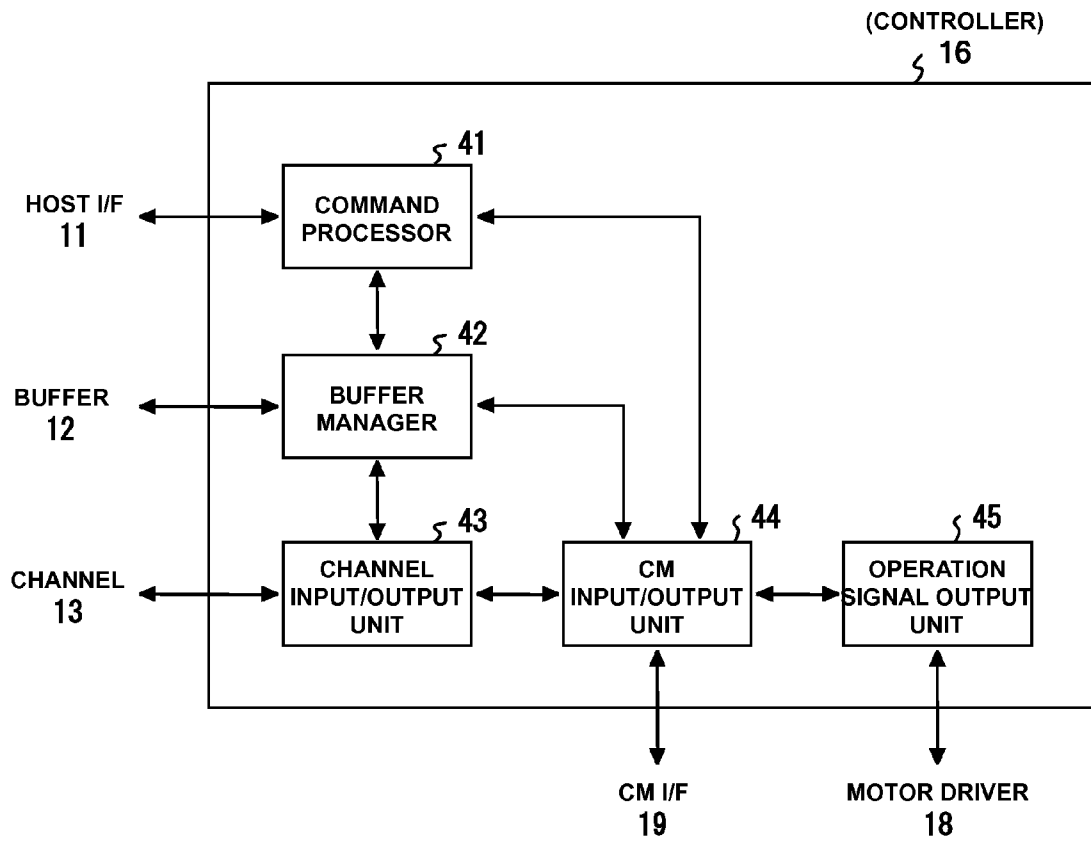 (CONTROLLER)
16
41
HOST I/F
11
COMMAND
PROCESSOR
42
BUFFER
12
BUFFER
MANAGER
43
44
45
CHANNEL
13
CHANNEL
INPUT/OUTPUT
UNIT
CM
INPUT/OUTPUT
UNIT
OPERATION
SIGNAL OUTPUT
UNIT
CM I/F
19
MOTOR DRIVER
18